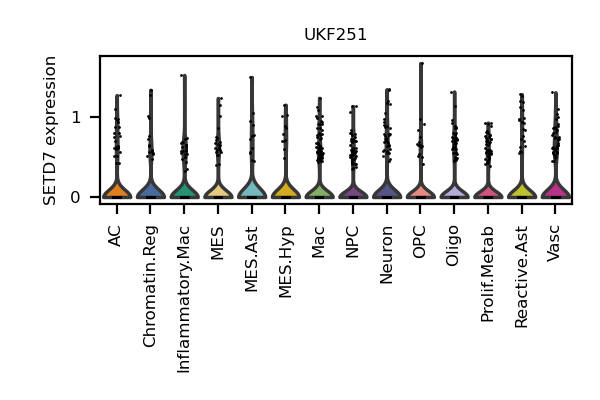 UKF251
SETD7 expression
1
0
AC
Chromatin.Reg
Inflammatory.Mac
MES
MES.Ast
MES.Hyp
Mac
NPC
Neuron
OPC
Oligo
Prolif.Metab
Reactive.Ast
Vasc